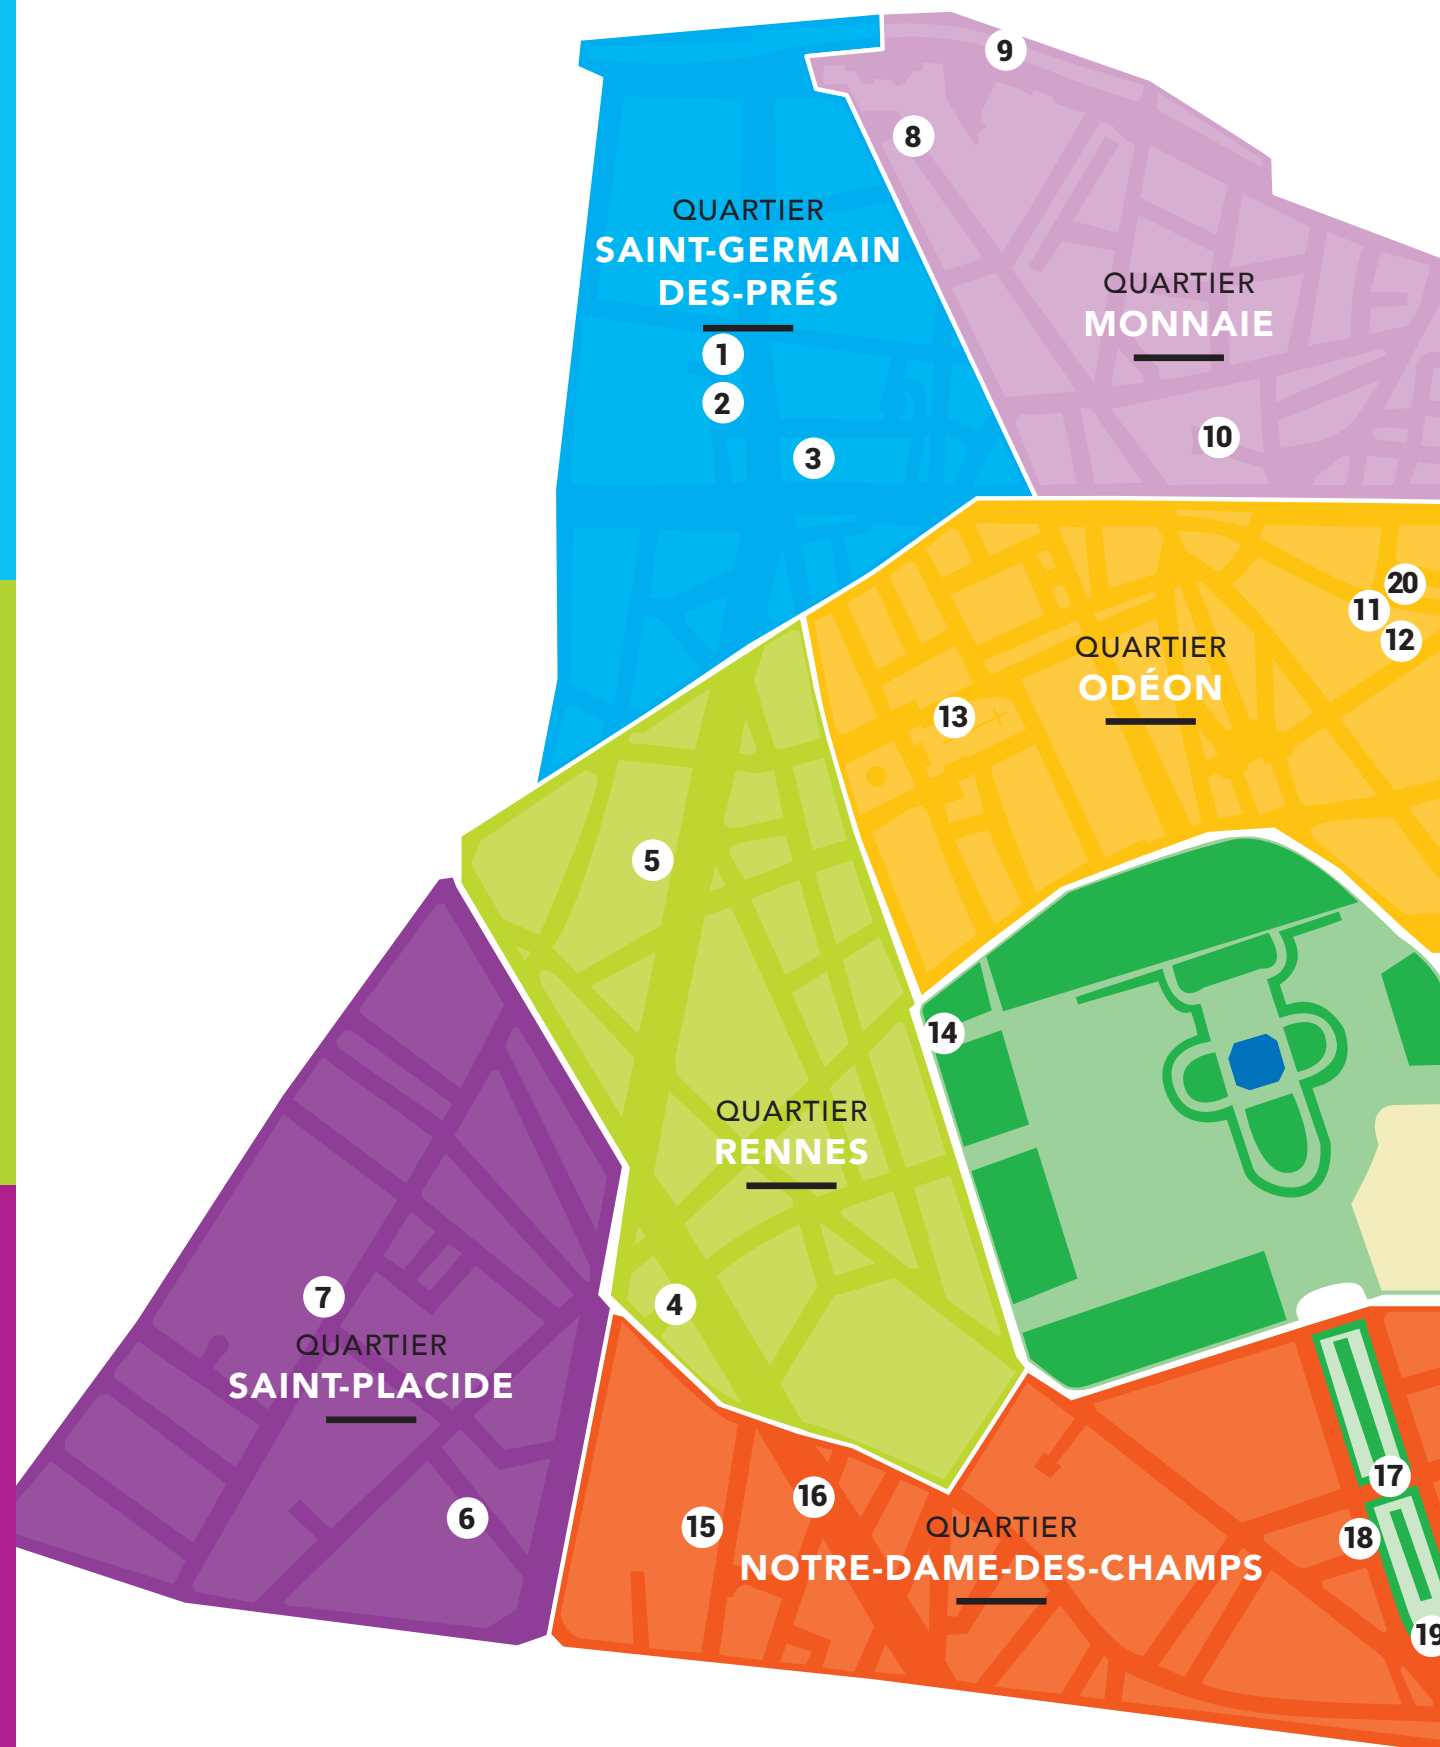 9
8
QUARTIER
SAINT-GERMAIN
DES-PRÉS
1
2
3
QUARTIER
MONNAIE
10
20
11
12
QUARTIER
ODÉON
13
5
14
QUARTIER
RENNES
4
7
QUARTIER
SAINT-PLACIDE
6
15
16
QUARTIER
NOTRE-DAME-DES-CHAMPS
17
18
19